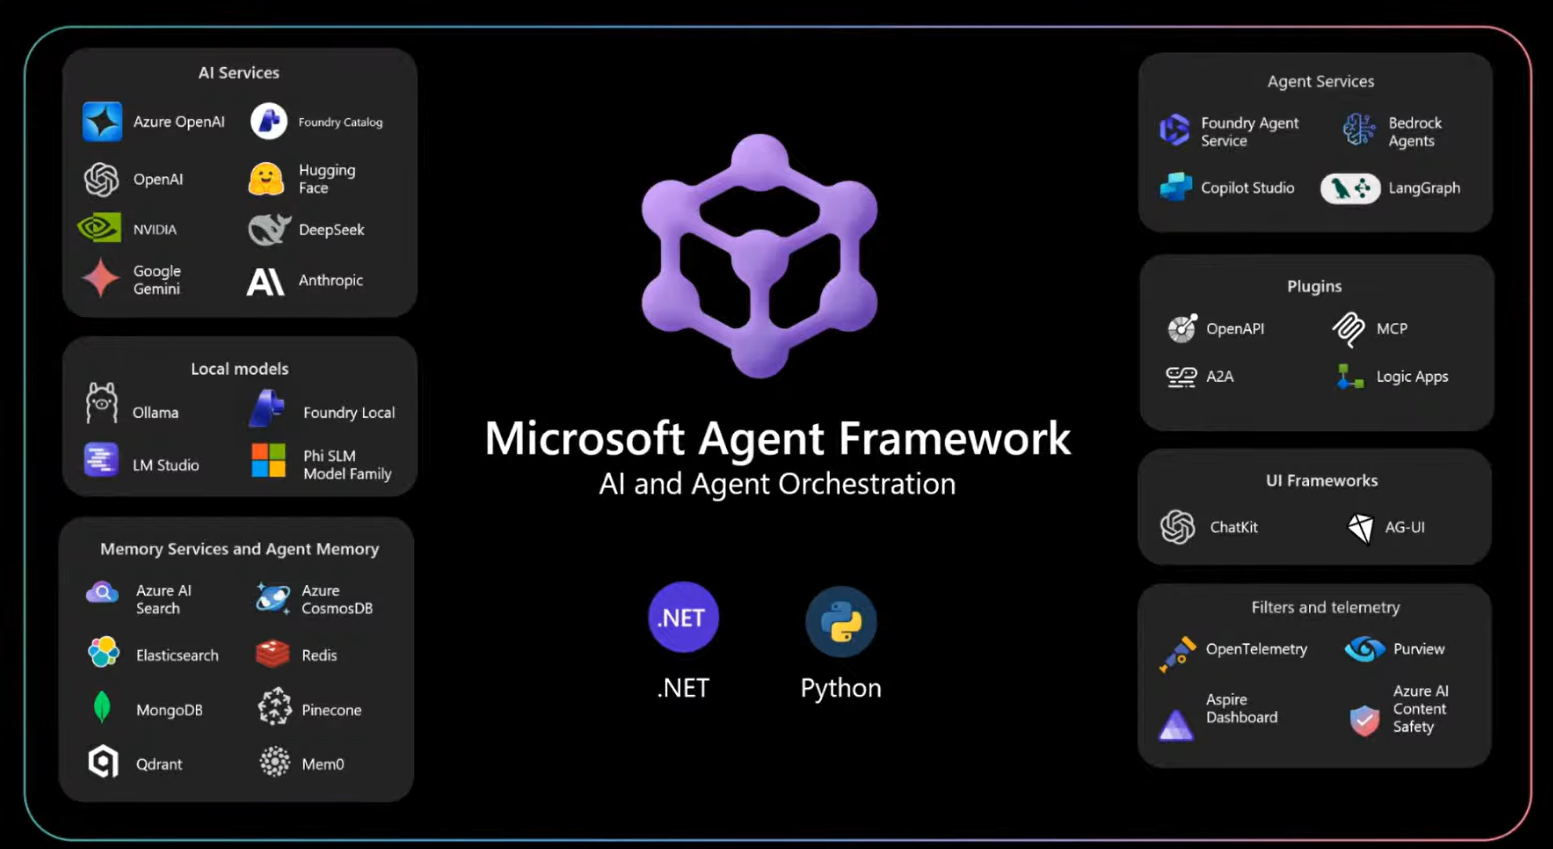 AI Services
Azure OpenAI
Foundry Catalog
OpenAI
Hugging
Face
NVIDIA
DeepSeek
Google
Gemini
Anthropic
Local models
Ollama
Foundry Local
LM Studio
Phi SLM
Model Family
Memory Services and Agent Memory
Azure AI
Search
Azure
CosmosDB
Elasticsearch
Redis
MongoDB
Pinecone
Qdrant
Mem0
Microsoft Agent Framework
AI and Agent Orchestration
.NET
.NET
Python
Agent Services
Foundry Agent
Service
Bedrock
Agents
Copilot Studio
LangGraph
Plugins
OpenAPI
MCP
A2A
Logic Apps
UI Frameworks
ChatKit
AG-UI
Filters and telemetry
OpenTelemetry
Purview
Aspire
Dashboard
Azure AI
Content
Safety